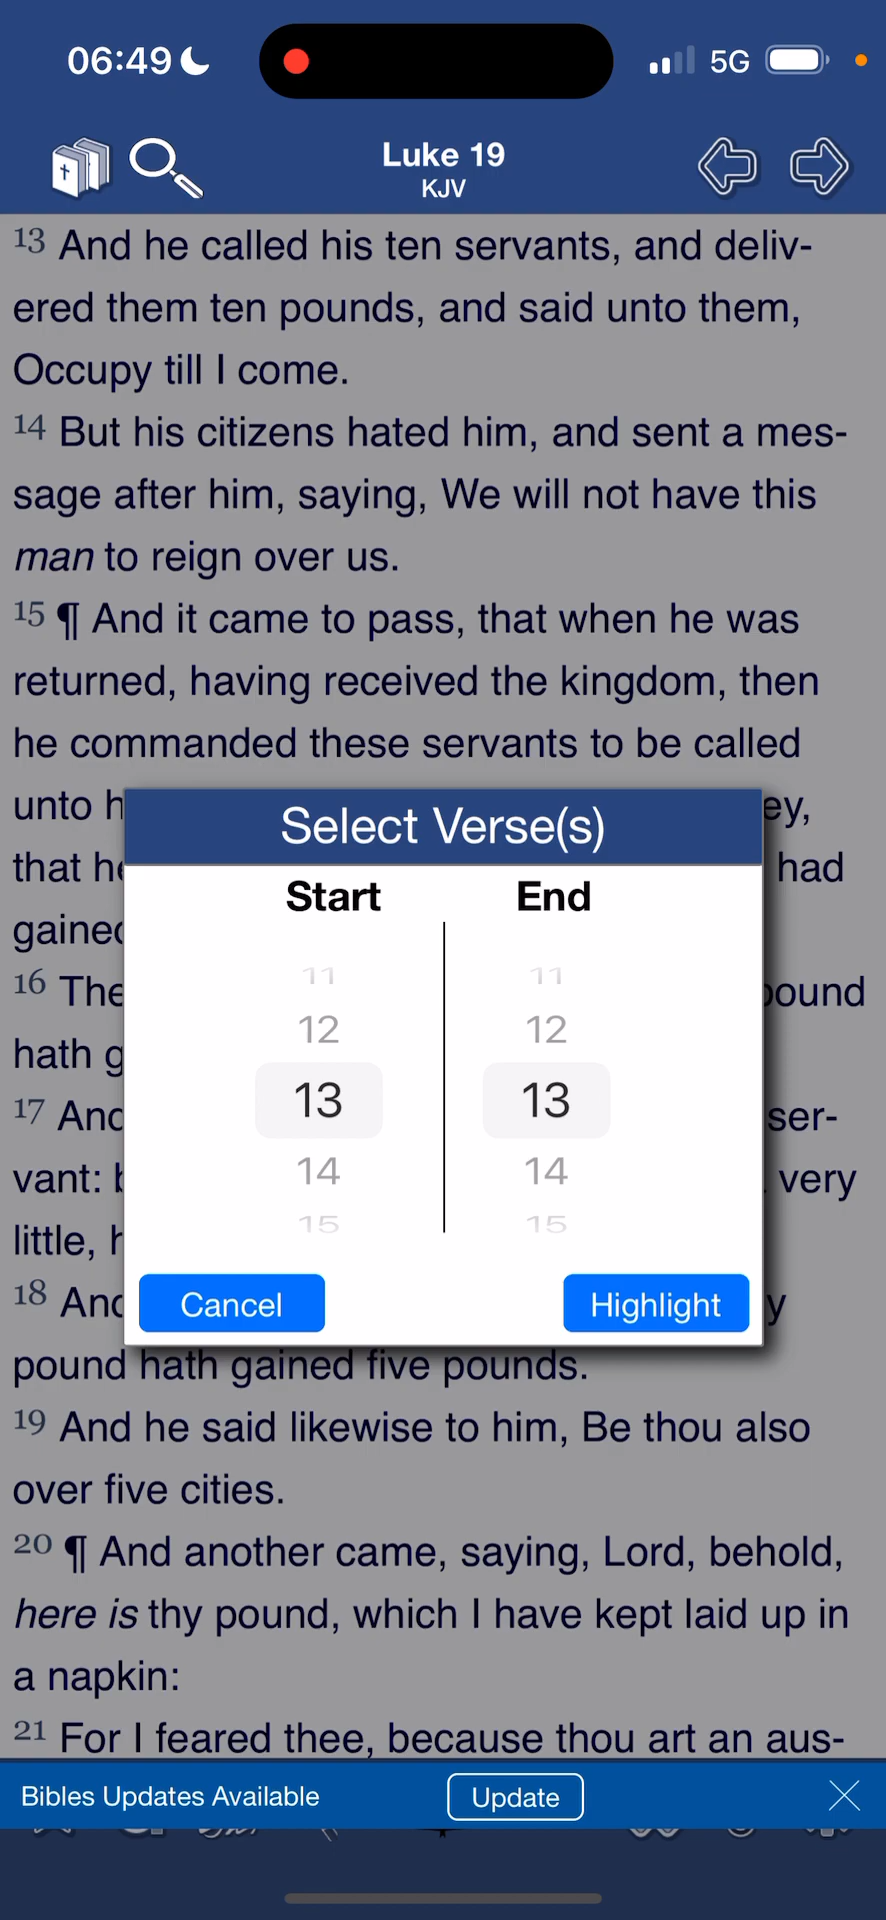 06:49
5G
Luke 19
KJV
13 And he called his ten servants, and deliv-
ered them ten pounds, and said unto them,
Occupy till I come.
14 But his citizens hated him, and sent a mes-
sage after him, saying, We will not have this
man to reign over us.
15 ¶ And it came to pass, that when he was
returned, having received the kingdom, then
he commanded these servants to be called
unto
that had
16
hath
17 ser-
vant: very
little,
18
pound hath gained five pounds.
19 And he said likewise to him, Be thou also
over five cities.
20 ¶ And another came, saying, Lord, behold,
here is thy pound, which I have kept laid up in
a napkin:
21 For I feared thee, because thou art an aus-
Select Verse(s)
Start End
11 11
12 12
13 13
14 14
15 15
Cancel Highlight
Bibles Updates Available Update